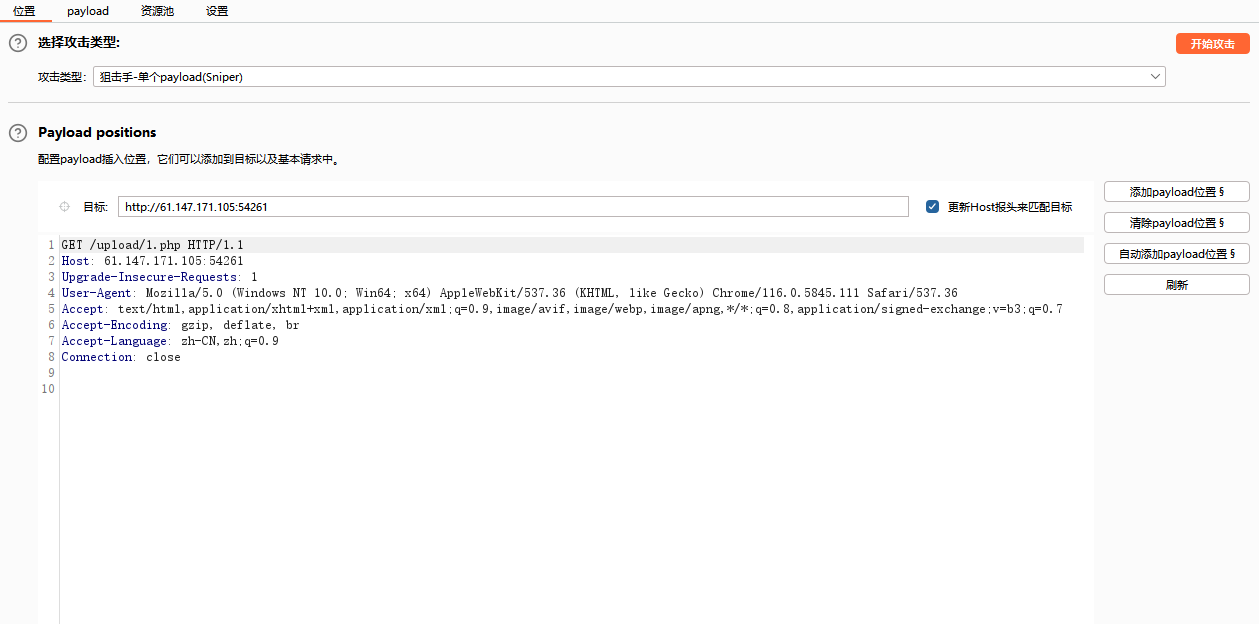 位置 payload 资源池 设置
选择攻击类型:
开始攻击
攻击类型: 狙击手-单个payload(Sniper)
Payload positions
配置payload插入位置，它们可以添加到目标以及基本请求中。
目标: http://61.147.171.105:54261
更新Host报头来匹配目标
添加payload位置 §
清除payload位置 §
自动添加payload位置 §
刷新
1 GET /upload/1.php HTTP/1.1
2 Host: 61.147.171.105:54261
3 Upgrade-Insecure-Requests: 1
4 User-Agent: Mozilla/5.0 (Windows NT 10.0; Win64; x64) AppleWebKit/537.36 (KHTML, like Gecko) Chrome/116.0.5845.111 Safari/537.36
5 Accept: text/html,application/xhtml+xml,application/xml;q=0.9,image/avif,image/webp,image/apng,*/*;q=0.8,application/signed-exchange;v=b3;q=0.7
6 Accept-Encoding: gzip, deflate, br
7 Accept-Language: zh-CN,zh;q=0.9
8 Connection: close
9
10